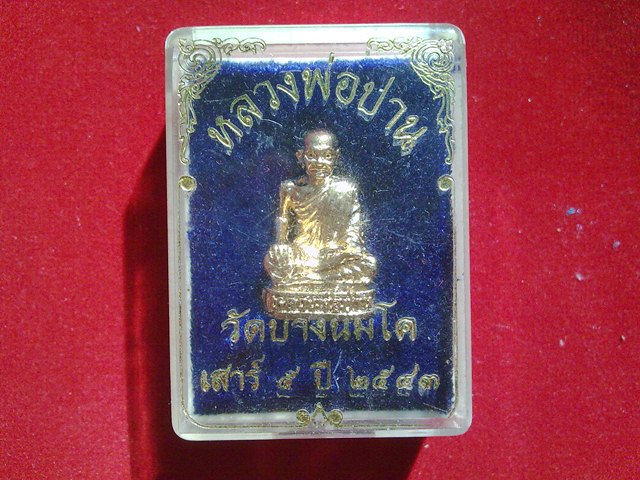 หลวงพ่อปาน
วัดบางนมโค
เสาร์ ๕ ปี ๒๕๔๓